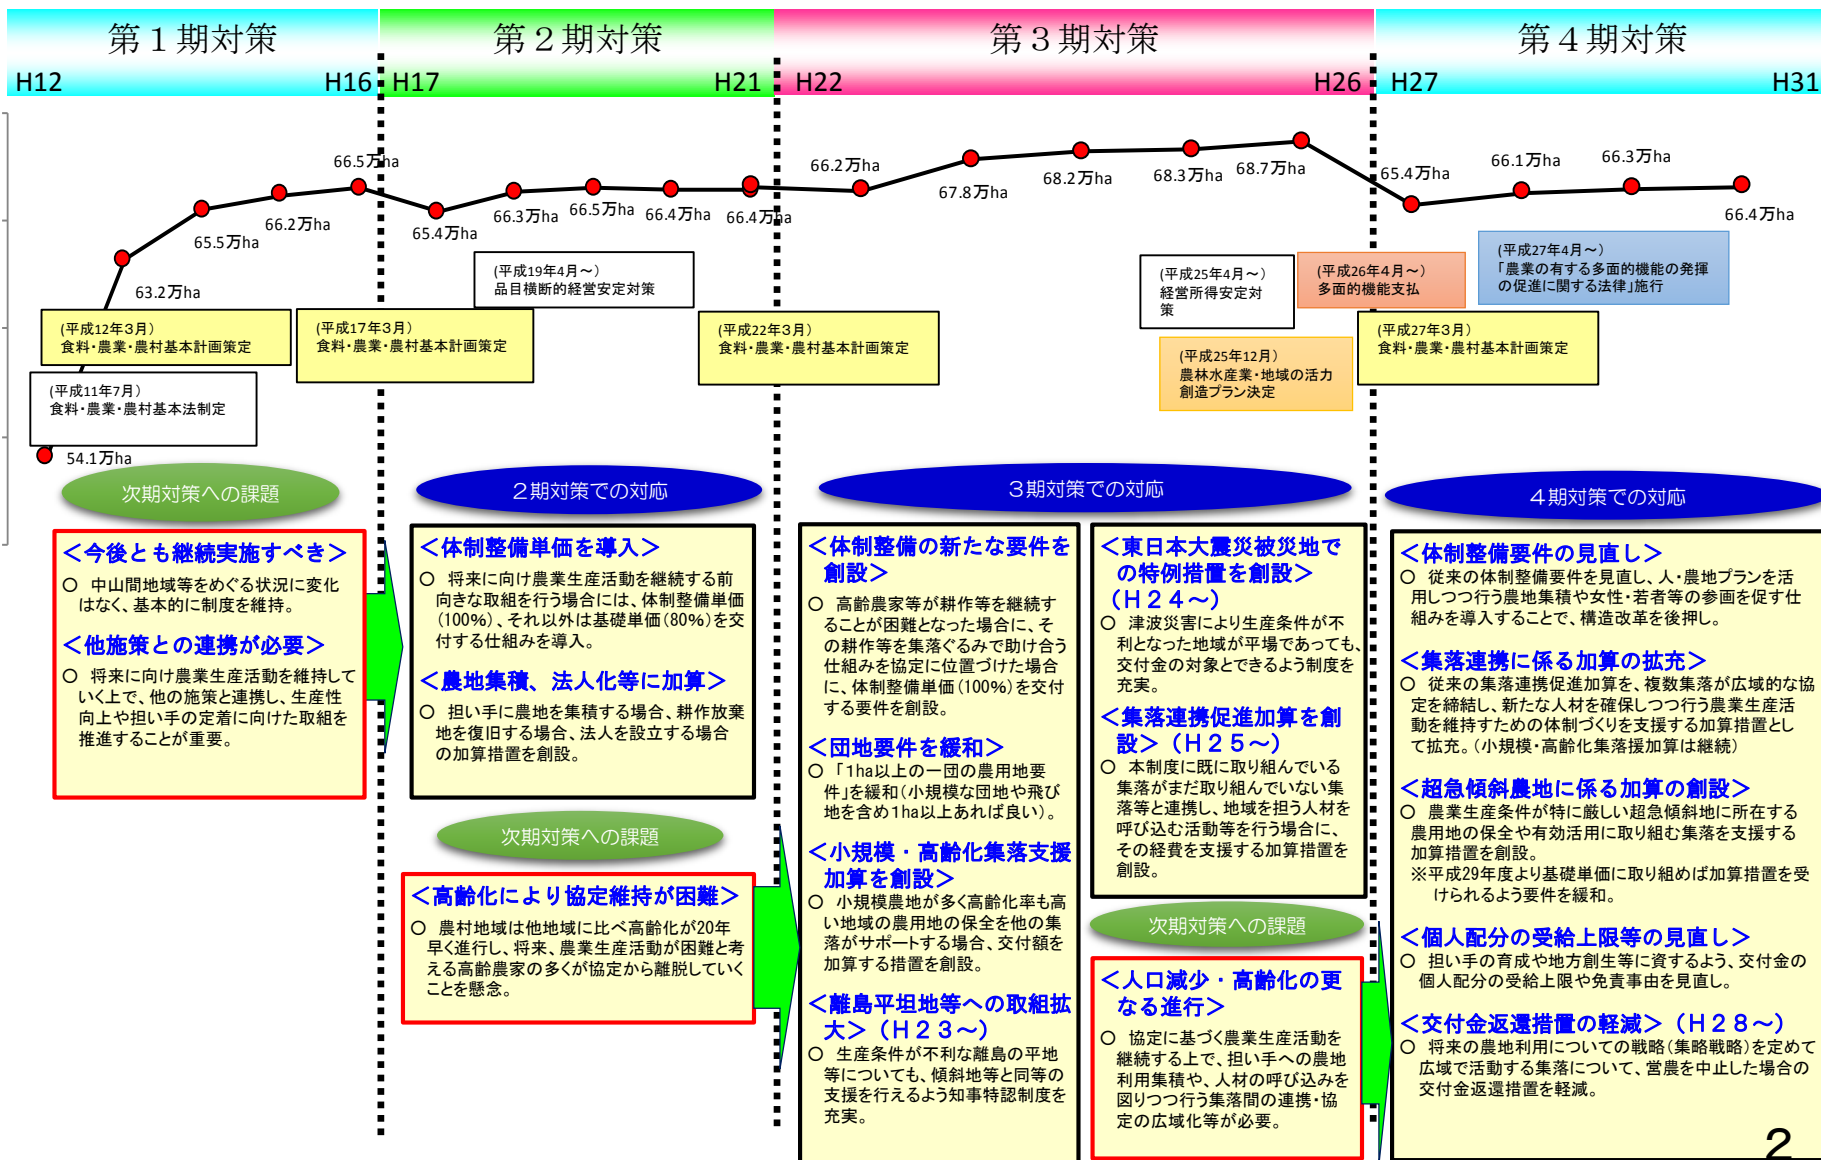 第1期対策
第2期対策
第3期対策
第4期対策
H12
H16
H17
H21
H22
H26
H27
H31
54.1万ha
63.2万ha
65.5万ha
66.2万ha
66.5万ha
65.4万ha
66.3万ha
66.5万ha
66.4万ha
66.4万ha
66.2万ha
67.8万ha
68.2万ha
68.3万ha
68.7万ha
65.4万ha
66.1万ha
66.3万ha
66.4万ha
(平成11年7月)
食料・農業・農村基本法制定
(平成12年3月)
食料・農業・農村基本計画策定
(平成17年3月)
食料・農業・農村基本計画策定
(平成19年4月～)
品目横断的経営安定対策
(平成22年3月)
食料・農業・農村基本計画策定
(平成25年4月～)
経営所得安定対
策
(平成25年12月)
農林水産業・地域の活力
創造プラン決定
(平成26年4月～)
多面的機能支払
(平成27年3月)
食料・農業・農村基本計画策定
(平成27年4月～)
「農業の有する多面的機能の発揮
の促進に関する法律」施行
次期対策への課題
＜今後とも継続実施すべき＞
○ 中山間地域等をめぐる状況に変化
はなく、基本的に制度を維持。
＜他施策との連携が必要＞
○ 将来に向け農業生産活動を維持して
いく上で、他の施策と連携し、生産性
向上や担い手の定着に向けた取組を
推進することが重要。
2期対策での対応
＜体制整備単価を導入＞
○ 将来に向け農業生産活動を継続する前
向きな取組を行う場合には、体制整備単価
(100%)、それ以外は基礎単価(80%)を交
付する仕組みを導入。
＜農地集積、法人化等に加算＞
○ 担い手に農地を集積する場合、耕作放棄
地を復旧する場合、法人を設立する場合
の加算措置を創設。
次期対策への課題
＜高齢化により協定維持が困難＞
○ 農村地域は他地域に比べ高齢化が20年
早く進行し、将来、農業生産活動が困難と考
える高齢農家の多くが協定から離脱していく
ことを懸念。
3期対策での対応
＜体制整備の新たな要件を
創設＞
○ 高齢農家等が耕作等を継続す
ることが困難となった場合に、そ
の耕作等を集落ぐるみで助け合う
仕組みを協定に位置づけた場合
に、体制整備単価(100%)を交付
する要件を創設。
＜団地要件を緩和＞
○ 「1ha以上の一団の農用地要
件」を緩和(小規模な団地や飛び
地を含め1ha以上あれば良い)。
＜小規模・高齢化集落支援
加算を創設＞
○ 小規模農地が多く高齢化率も高
い地域の農用地の保全を他の集
落がサポートする場合、交付額を
加算する措置を創設。
＜離島平坦地等への取組拡
大＞(H23～)
○ 生産条件が不利な離島の平地
等についても、傾斜地等と同等の
支援を行えるよう知事特認制度を
充実。
＜東日本大震災被災地で
の特例措置を創設＞
(H24～)
○ 津波災害により生産条件が不
利となった地域が平場であっても、
交付金の対象とできるよう制度を
充実。
＜集落連携促進加算を創
設＞(H25～)
○ 本制度に既に取り組んでいる
集落がまだ取り組んでいない集
落等と連携し、地域を担う人材を
呼び込む活動等を行う場合に、
その経費を支援する加算措置を
創設。
次期対策への課題
＜人口減少・高齢化の更
なる進行＞
○ 協定に基づく農業生産活動を
継続する上で、担い手への農地
利用集積や、人材の呼び込みを
図りつつ行う集落間の連携・協
定の広域化等が必要。
4期対策での対応
＜体制整備要件の見直し＞
○ 従来の体制整備要件を見直し、人・農地プランを活
用しつつ行う農地集積や女性・若者等の参画を促す仕
組みを導入することで、構造改革を後押し。
＜集落連携に係る加算の拡充＞
○ 従来の集落連携促進加算を、複数集落が広域的な協
定を締結し、新たな人材を確保しつつ行う農業生産活
動を維持するための体制づくりを支援する加算措置とし
て拡充。(小規模・高齢化集落援加算は継続)
＜超急傾斜農地に係る加算の創設＞
○ 農業生産条件が特に厳しい超急傾斜地に所在する
農用地の保全や有効活用に取り組む集落を支援する
加算措置を創設。
※平成29年度より基礎単価に取り組めば加算措置を受
けられるよう要件を緩和。
＜個人配分の受給上限等の見直し＞
○ 担い手の育成や地方創生等に資するよう、交付金の
個人配分の受給上限や免責事由を見直し。
＜交付金返還措置の軽減＞(H28～)
○ 将来の農地利用についての戦略(集略戦略)を定めて
広域で活動する集落について、営農を中止した場合の
交付金返還措置を軽減。
2